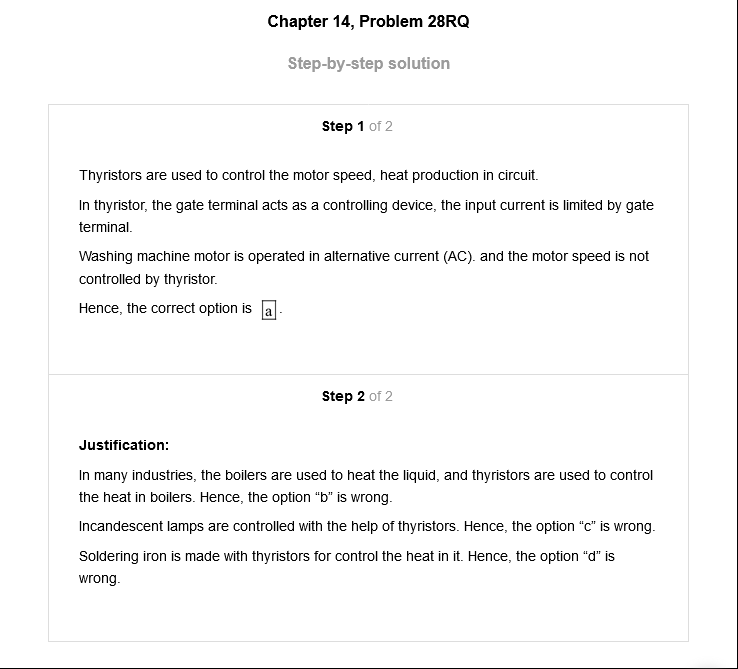 Chapter 14, Problem 28RQ
Step-by-step solution
Step 1 of 2
Thyristors are used to control the motor speed, heat production in circuit.
In thyristor, the gate terminal acts as a controlling device, the input current is limited by gate
terminal.
Washing machine motor is operated in alternative current (AC). and the motor speed is not
controlled by thyristor.
Hence, the correct option is a .
Step 2 of 2
Justification:
In many industries, the boilers are used to heat the liquid, and thyristors are used to control
the heat in boilers. Hence, the option “b” is wrong.
Incandescent lamps are controlled with the help of thyristors. Hence, the option “c” is wrong.
Soldering iron is made with thyristors for control the heat in it. Hence, the option “d” is
wrong.